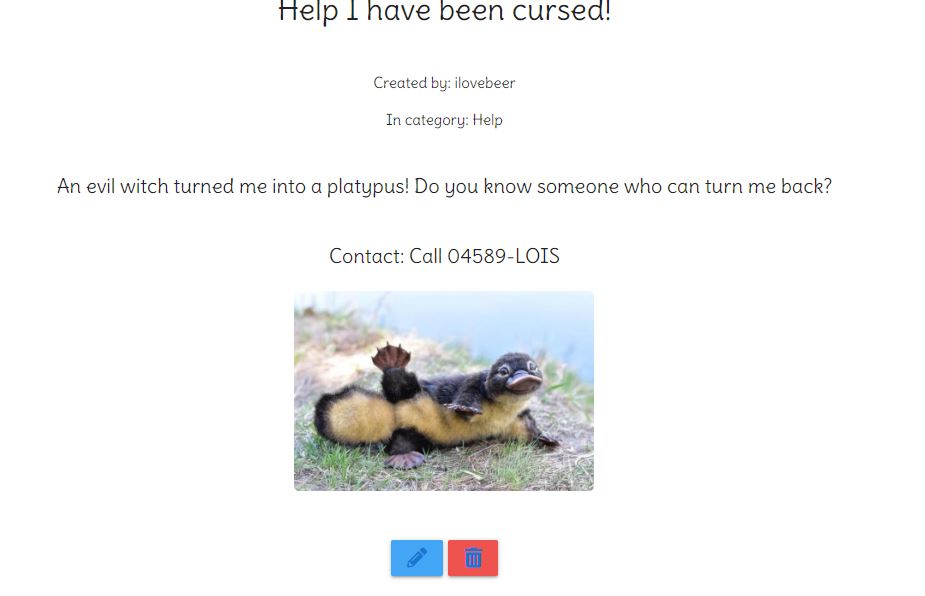 Help I have been cursed!
Created by: ilovebeer
In category: Help
An evil witch turned me into a platypus! Do you know someone who can turn me back?
Contact: Call 04589-LOIS